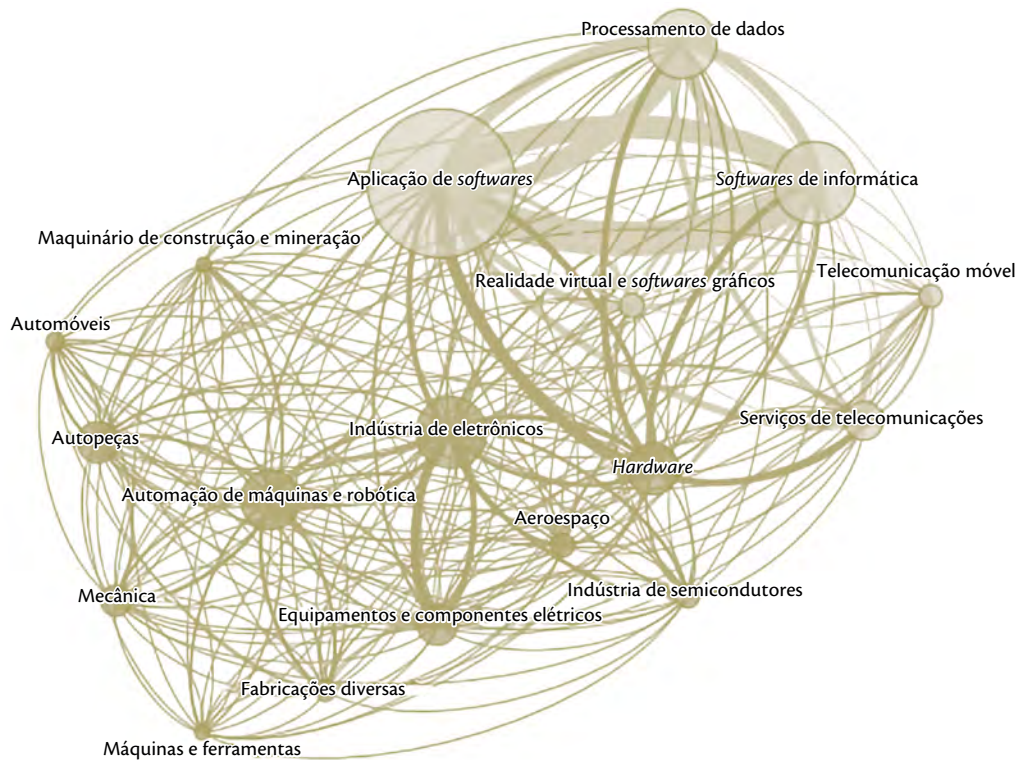 Processamento de dados
Aplicação de softwares
Softwares de informática
Maquinário de construção e mineração
Realidade virtual e softwares gráficos
Telecomunicação móvel
Automóveis
Serviços de telecomunicações
Indústria de eletrônicos
Autopeças
Hardware
Automação de máquinas e robótica
Aeroespaço
Indústria de semicondutores
Mecânica
Equipamentos e componentes elétricos
Fabricações diversas
Máquinas e ferramentas